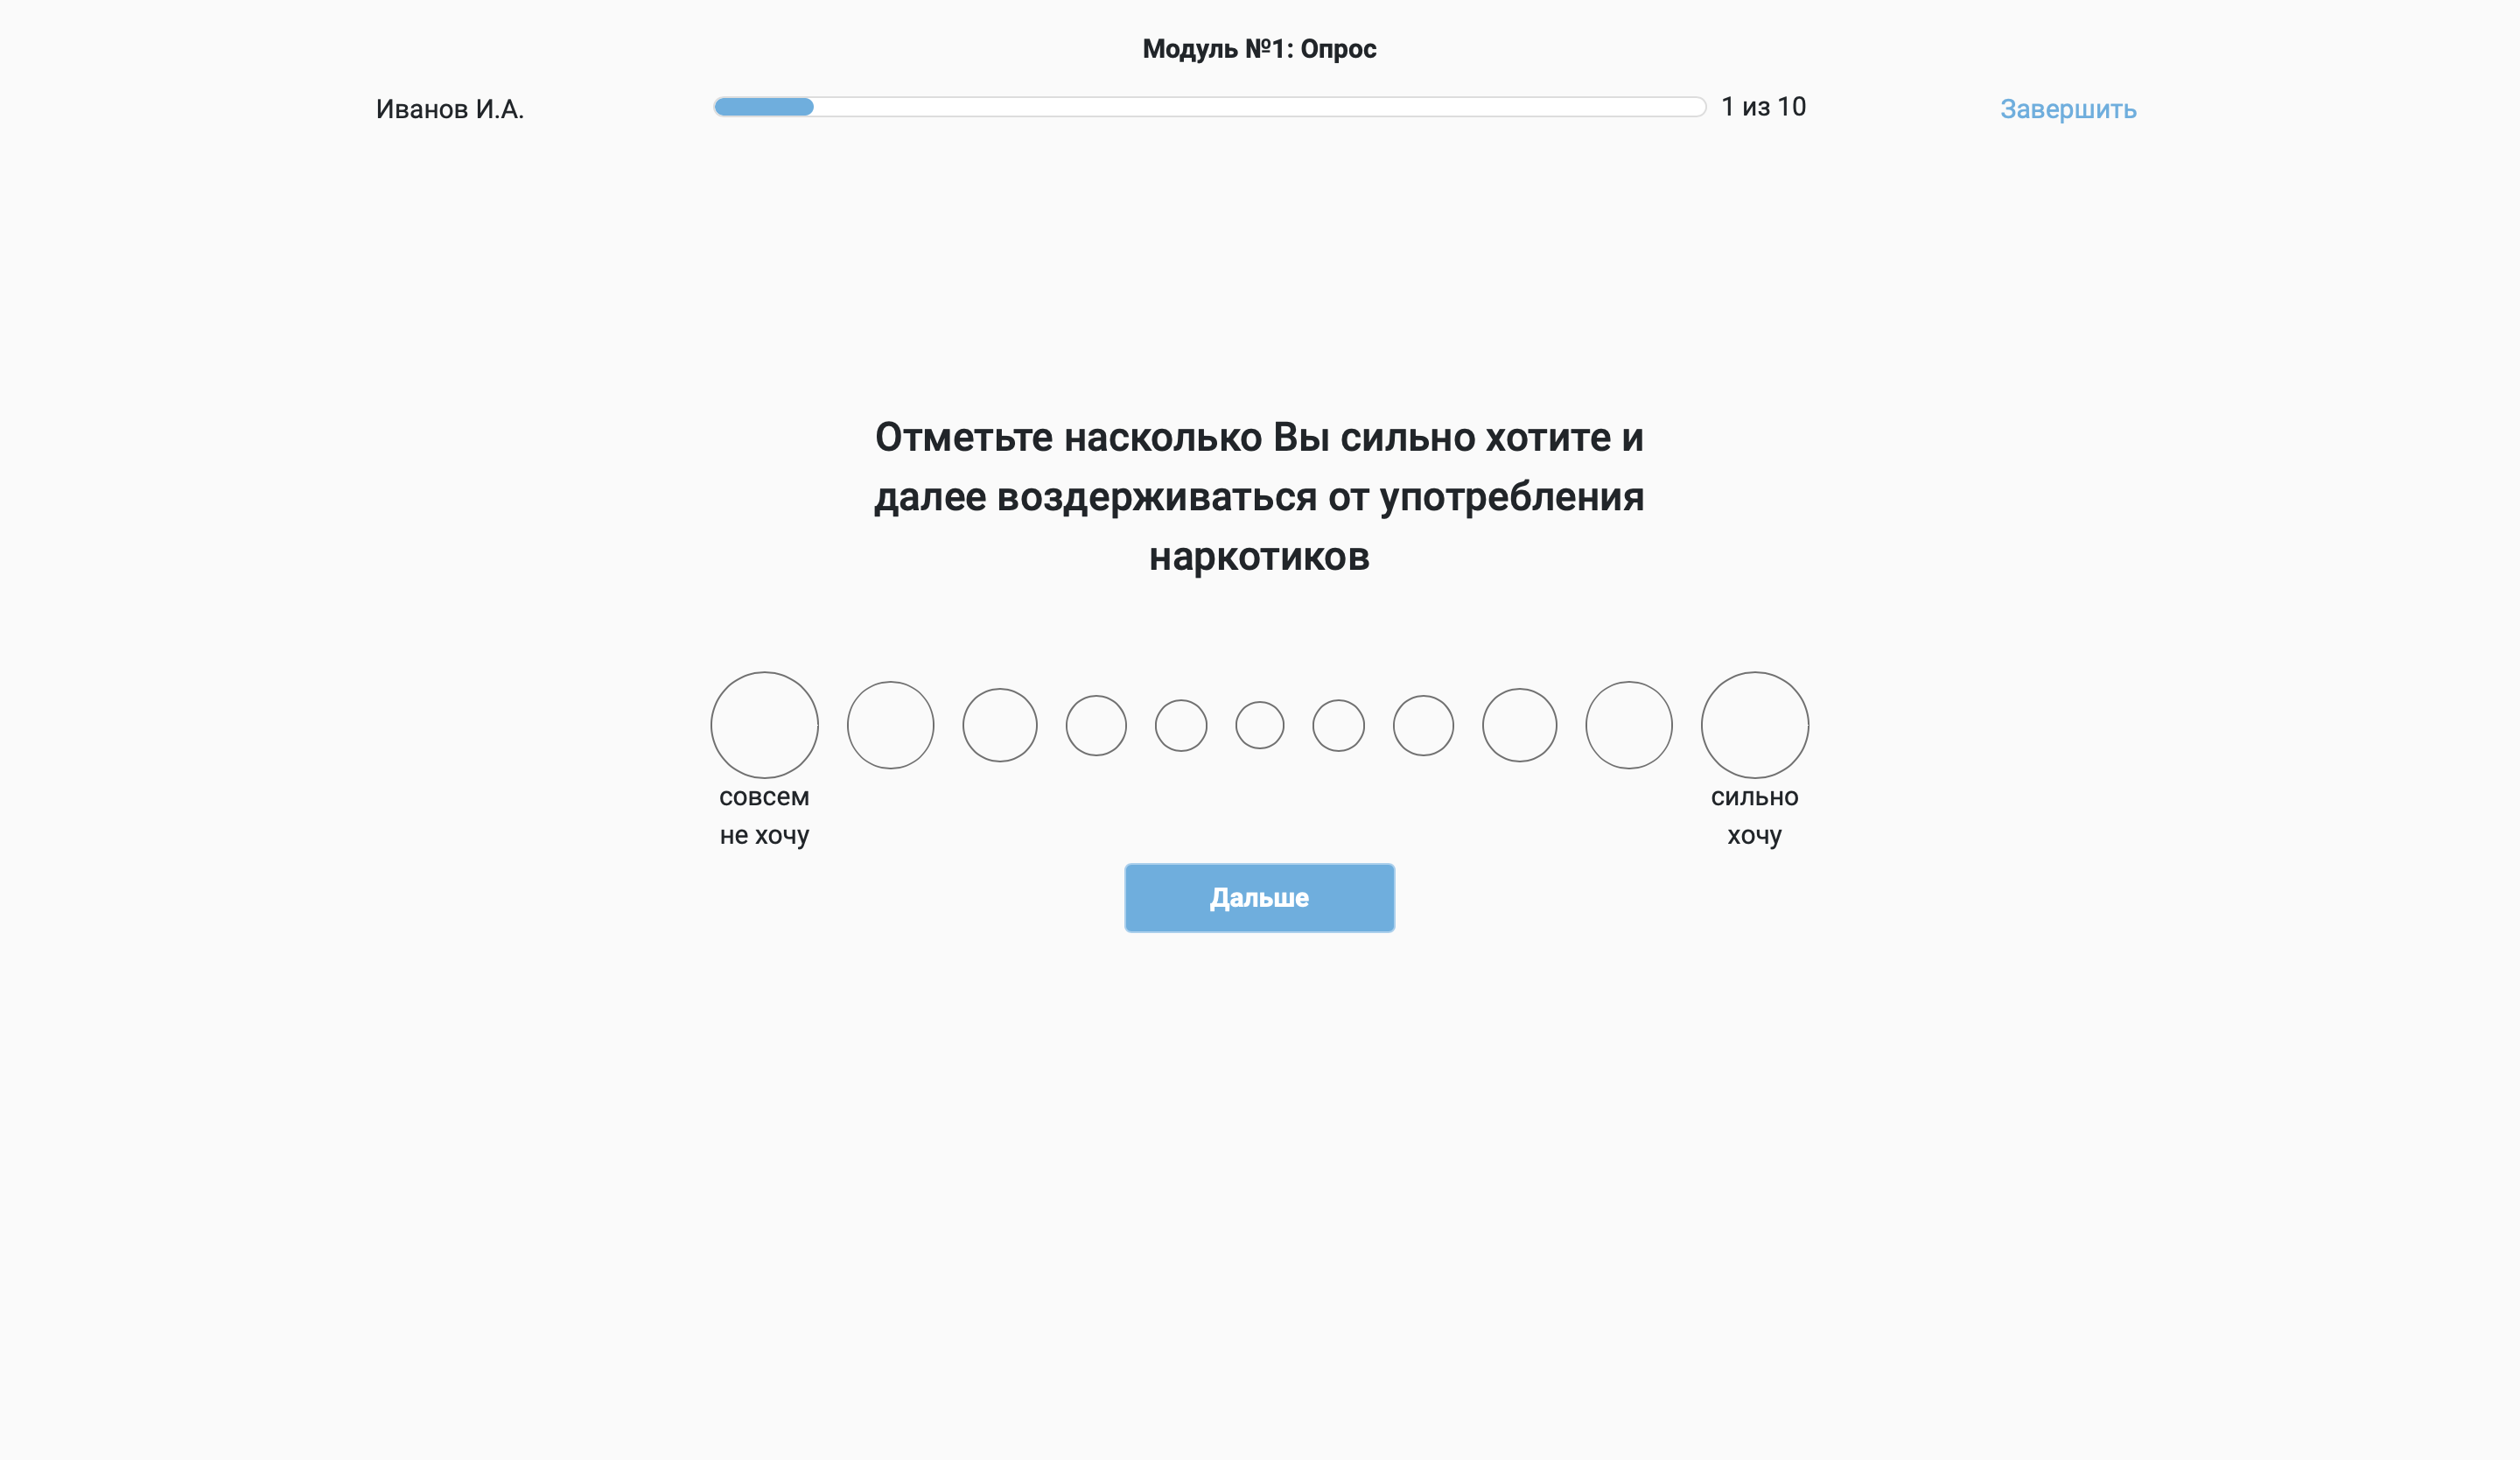 Модуль №1: Опрос
Иванов И.А.
1 из 10
Завершить
Отметьте насколько Вы сильно хотите и
далее воздерживаться от употребления
наркотиков
совсем
не хочу
сильно
хочу
Дальше